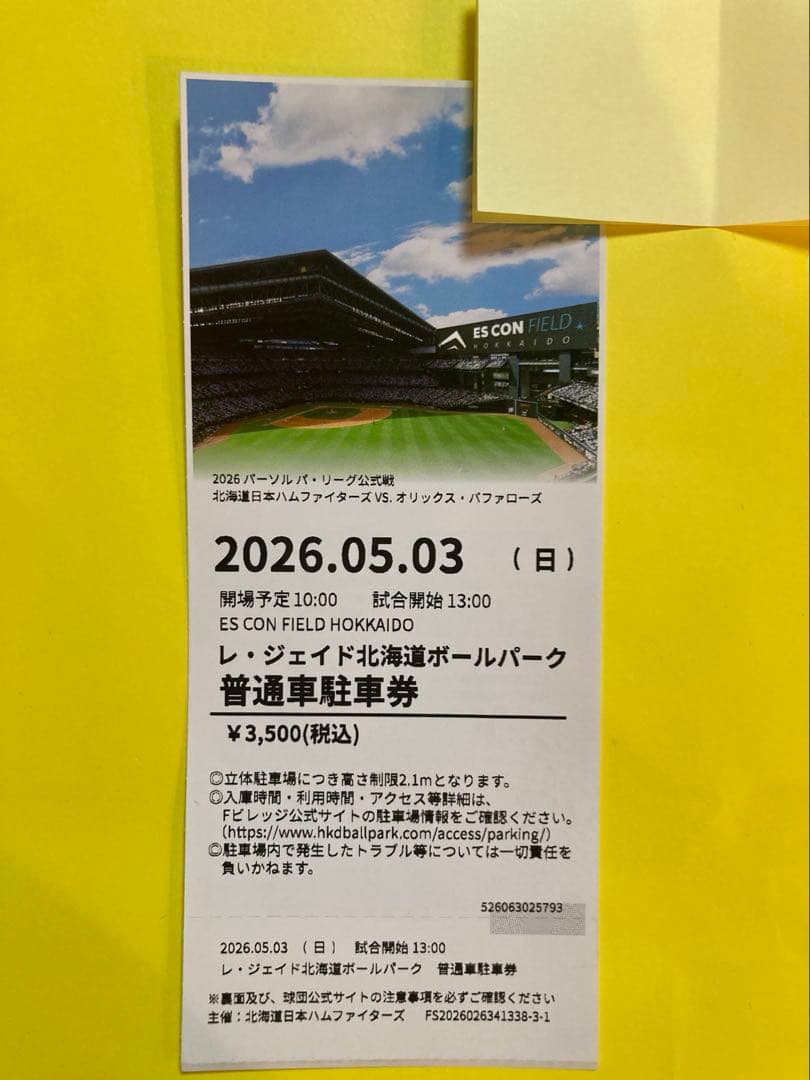 ES CON FIELD
HOKKAIDO
2026 パーソル パ・リーグ公式戦
北海道日本ハムファイターズ VS. オリックス・バファローズ
2026.05.03 （日）
開場予定 10:00 試合開始 13:00
ES CON FIELD HOKKAIDO
レ・ジェイド北海道ボールパーク
普通車駐車券
￥3,500(税込)
◎立体駐車場につき高さ制限2.1mとなります。
◎入庫時間・利用時間・アクセス等詳細は、
Fビレッジ公式サイトの駐車場情報をご確認ください。
（https://www.hkdballpark.com/access/parking/）
◎駐車場内で発生したトラブル等については一切責任を
負いかねます。
526063025793
2026.05.03 （日） 試合開始 13:00
レ・ジェイド北海道ボールパーク 普通車駐車券
※裏面及び、球団公式サイトの注意事項を必ずご確認ください
主催：北海道日本ハムファイターズ FS2026026341338-3-1